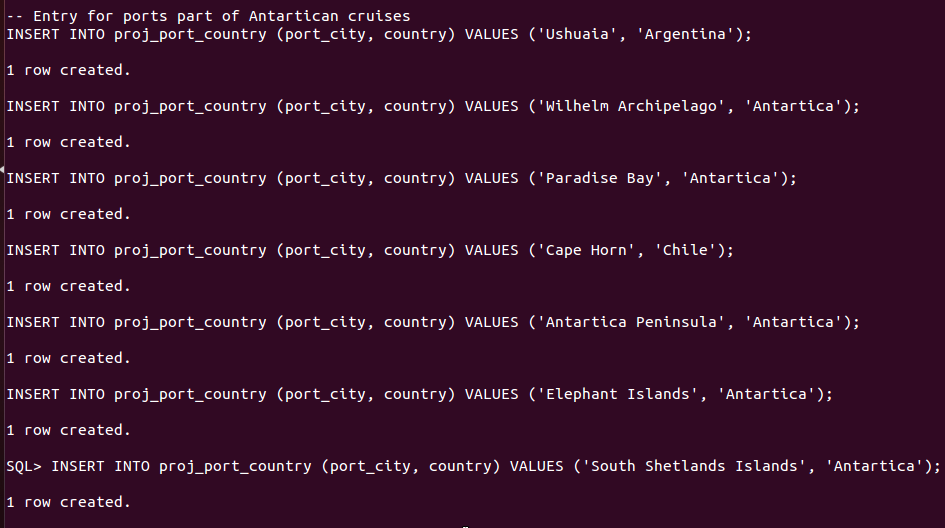 -- Entry for ports part of Antartican cruises
INSERT INTO proj_port_country (port_city, country) VALUES ('Ushuaia', 'Argentina');
1 row created.
INSERT INTO proj_port_country (port_city, country) VALUES ('Wilhelm Archipelago', 'Antartica');
1 row created.
INSERT INTO proj_port_country (port_city, country) VALUES ('Paradise Bay', 'Antartica');
1 row created.
INSERT INTO proj_port_country (port_city, country) VALUES ('Cape Horn', 'Chile');
1 row created.
INSERT INTO proj_port_country (port_city, country) VALUES ('Antartica Peninsula', 'Antartica');
1 row created.
INSERT INTO proj_port_country (port_city, country) VALUES ('Elephant Islands', 'Antartica');
1 row created.
SQL> INSERT INTO proj_port_country (port_city, country) VALUES ('South Shetlands Islands', 'Antartica');
1 row created.